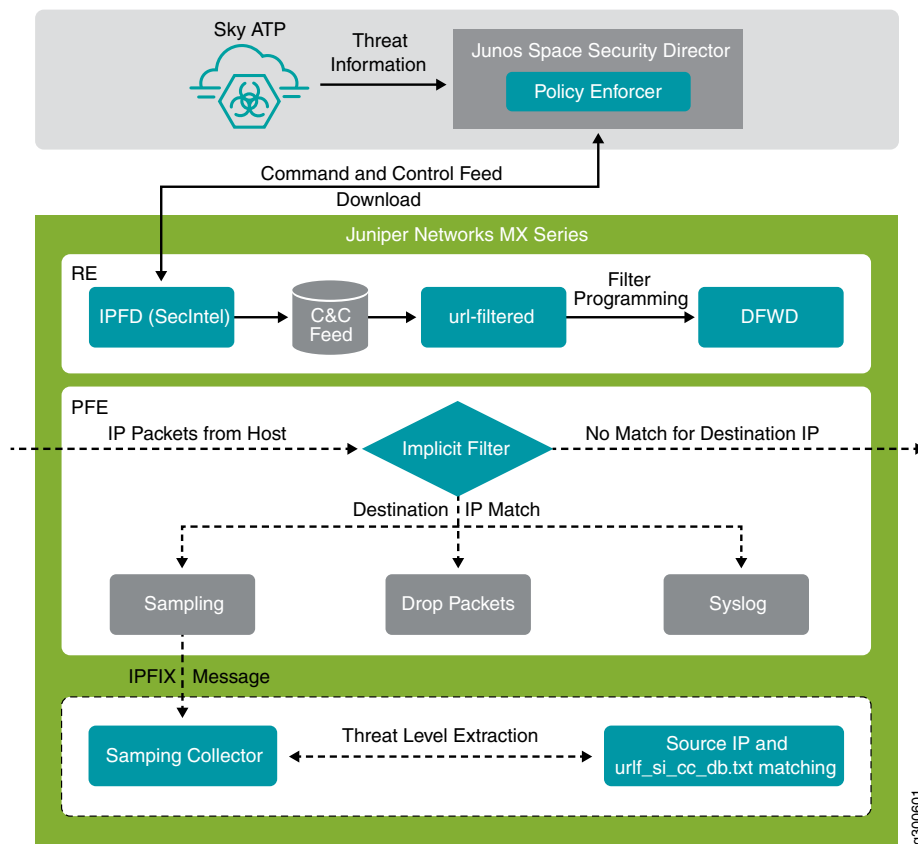 Sky ATP
Threat
Information
Junos Space Security Director
Policy Enforcer
Command and Control Feed
Download
Juniper Networks MX Series
RE
IPFD (SecIntel)
C&C
Feed
url-filtered
Filter
Programming
DFWD
PFE
IP Packets from Host
Implicit Filter
No Match for Destination IP
Destination IP Match
Sampling
Drop Packets
Syslog
IPFIX Message
Samping Collector
Threat Level Extraction
Source IP and
urlf_si_cc_db.txt matching
g300601